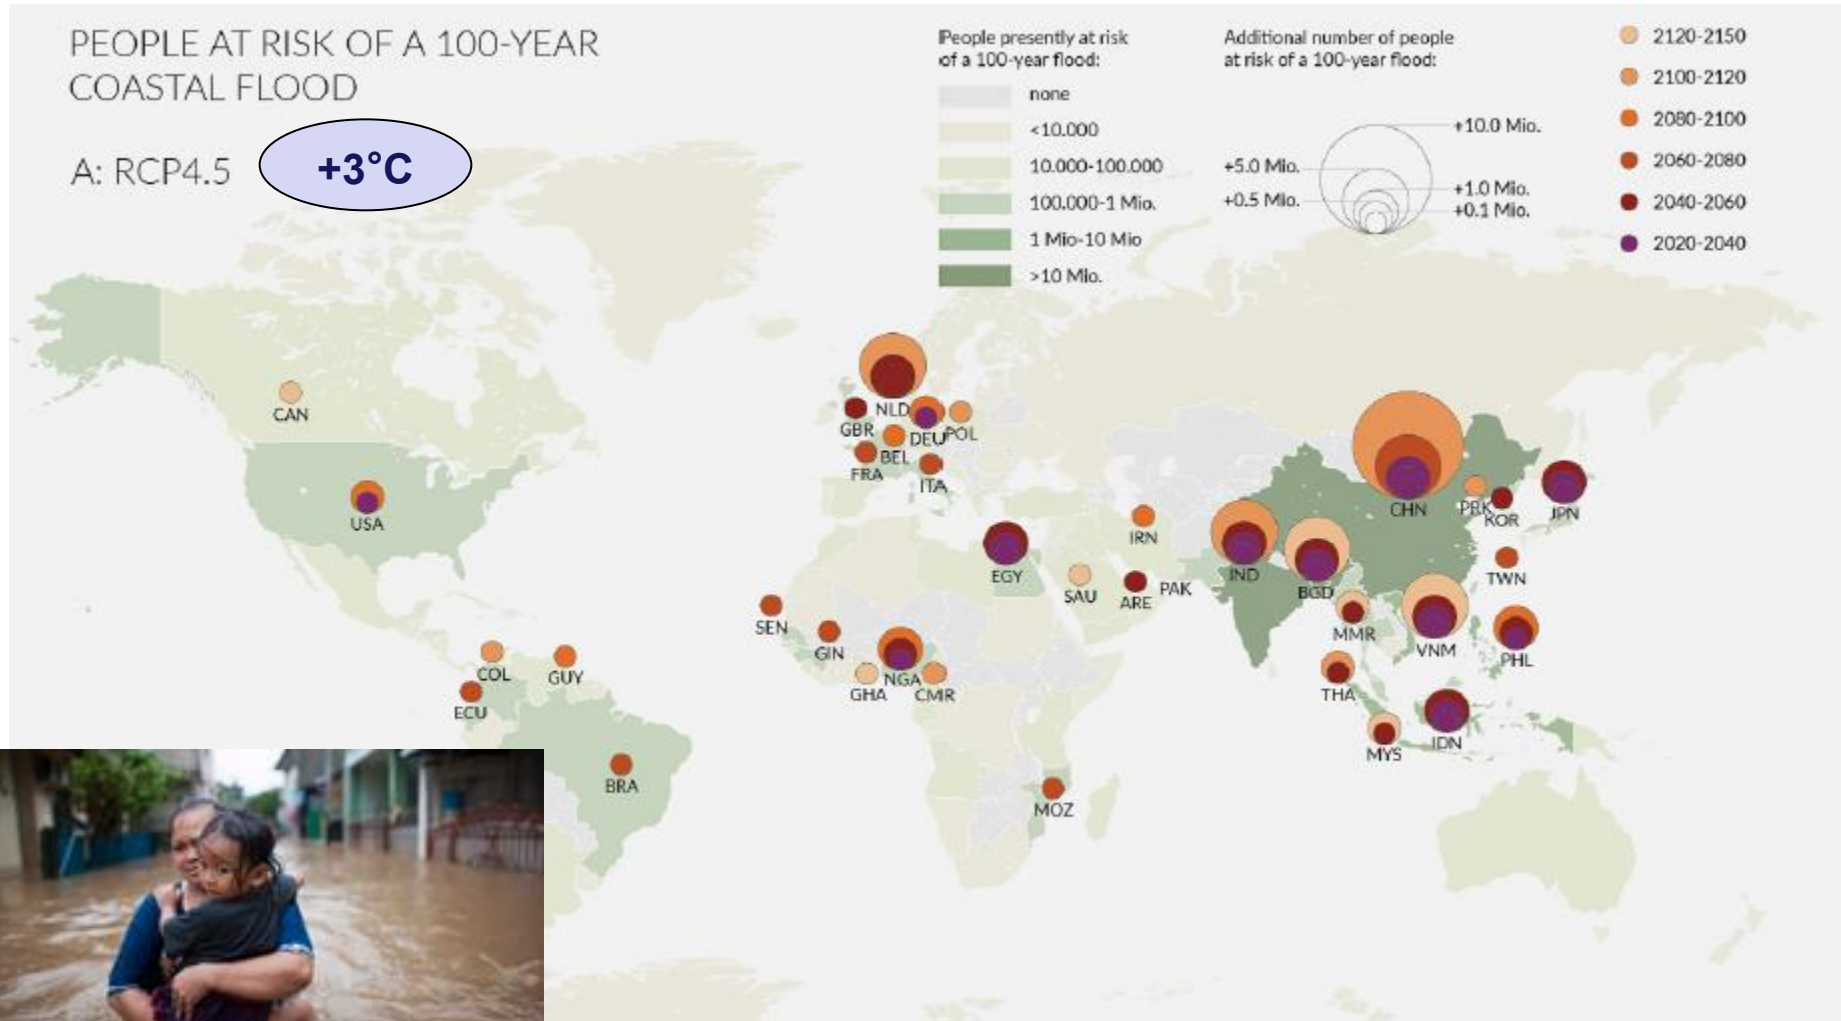 PEOPLE AT RISK OF A 100-YEAR
COASTAL FLOOD
A: RCP4.5
+3°C
People presently at risk
of a 100-year flood:
none
<10.000
10.000-100.000
100.000-1 Mio.
1 Mio-10 Mio
>10 Mio.
Additional number of people
at risk of a 100-year flood:
+10.0 Mio.
+5.0 Mio.
+1.0 Mio.
+0.5 Mio.
+0.1 Mio.
2120-2150
2100-2120
2080-2100
2060-2080
2040-2060
2020-2040
CAN
USA
COL
GUY
ECU
BRA
NLD
GBR
DEU
POL
BEL
FRA
ITA
EGY
IRN
SAU
ARE
PAK
SEN
GIN
NGA
GHA
CMR
MOZ
CHN
PRK
KOR
JPN
IND
BGD
TWN
MMR
VNM
PHL
THA
MYS
IDN